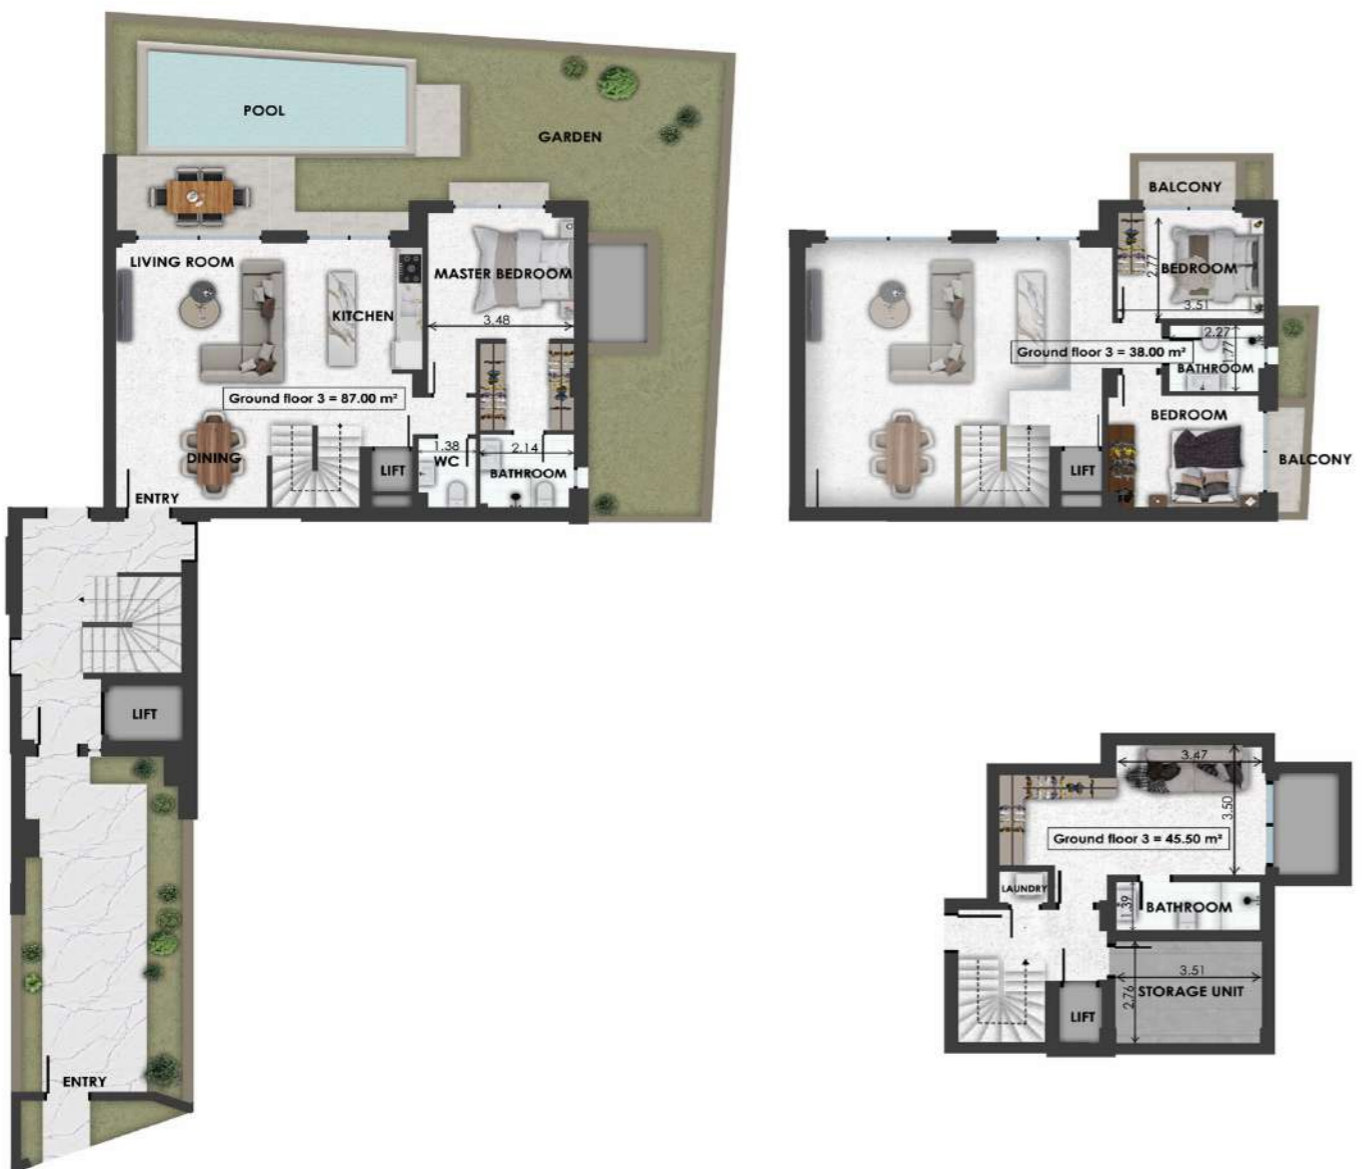 POOL
GARDEN
LIVING ROOM
MASTER BEDROOM
KITCHEN
3.48
Ground floor 3 = 87.00 m²
DINING
1.38
WC
2.14
BATHROOM
LIFT
ENTRY
LIFT
ENTRY
BALCONY
BEDROOM
2.77
3.51
2.27
1.77
Ground floor 3 = 38.00 m²
BATHROOM
BEDROOM
BALCONY
LIFT
3.47
3.50
Ground floor 3 = 45.50 m²
LAUNDRY
1.39
BATHROOM
3.51
2.76
STORAGE UNIT
LIFT